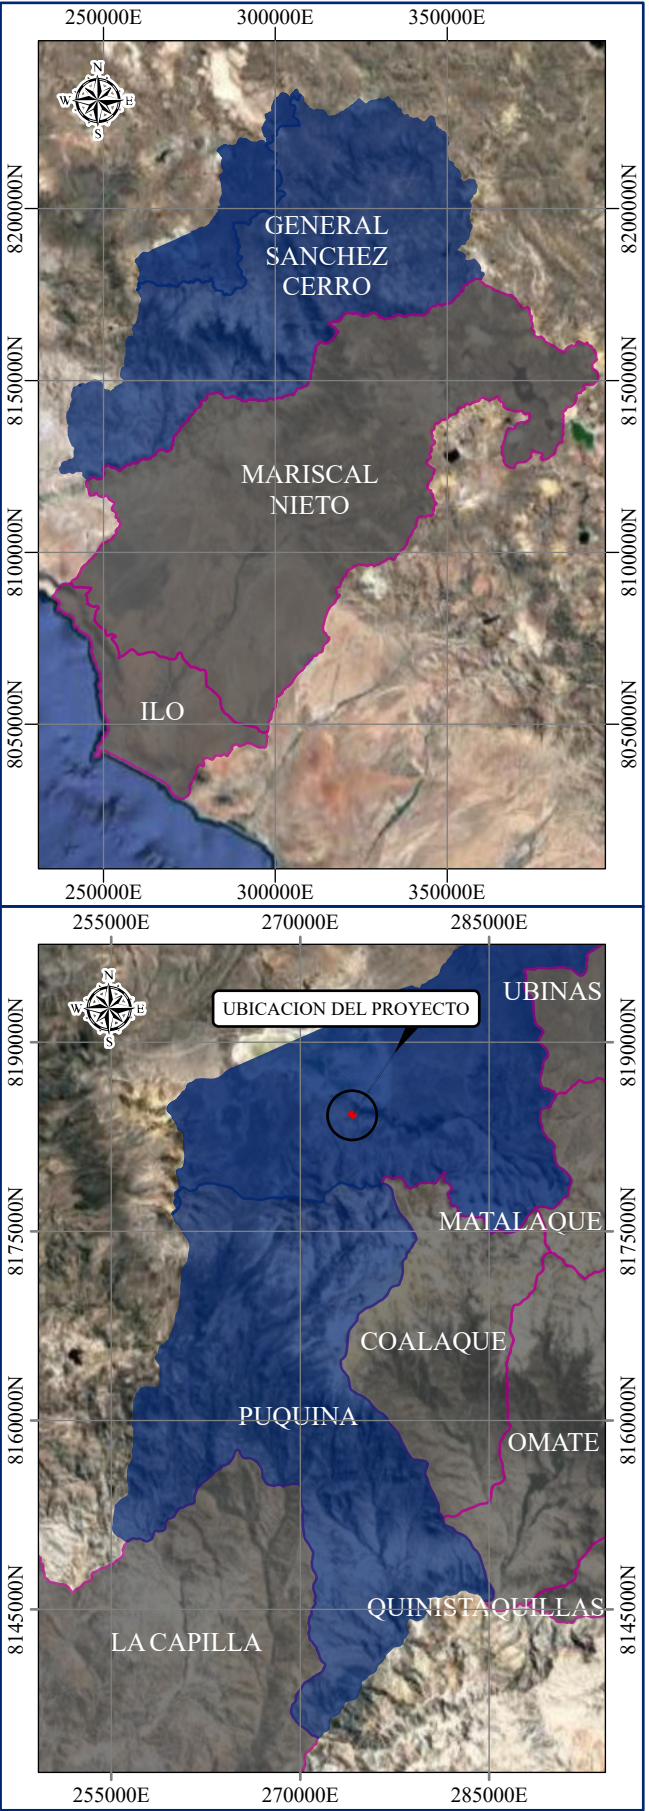 250000E 300000E 350000E
N
W E
S
8200000N 8200000N
GENERAL
SANCHEZ
CERRO
8150000N 8150000N
MARISCAL
NIETO
8100000N 8100000N
ILO
8050000N 8050000N
250000E 300000E 350000E
255000E 270000E 285000E
N
W E
S
UBINAS
UBICACION DEL PROYECTO
8190000N 8190000N
MATALAQUE
8175000N 8175000N
COALAQUE
PUQUINA
8160000N 8160000N
OMATE
QUINISTAQUILLAS
8145000N 8145000N
LA CAPILLA
255000E 270000E 285000E